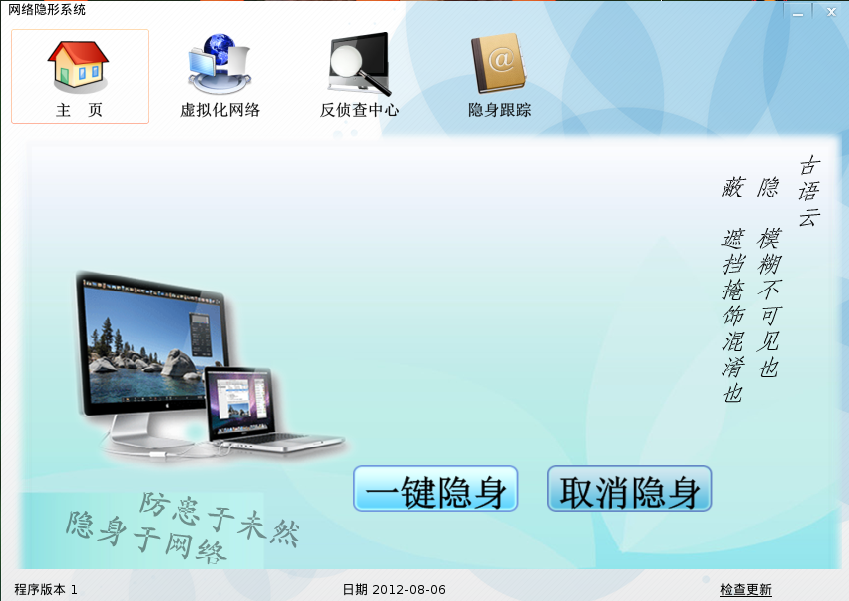 网络隐形系统
主 页
虚拟化网络
反侦查中心
隐身跟踪
古语云
隐 模糊不可见也
蔽 遮挡掩饰混淆也
防患于未然
隐身于网络
一键隐身
取消隐身
程序版本 1
日期 2012-08-06
检查更新